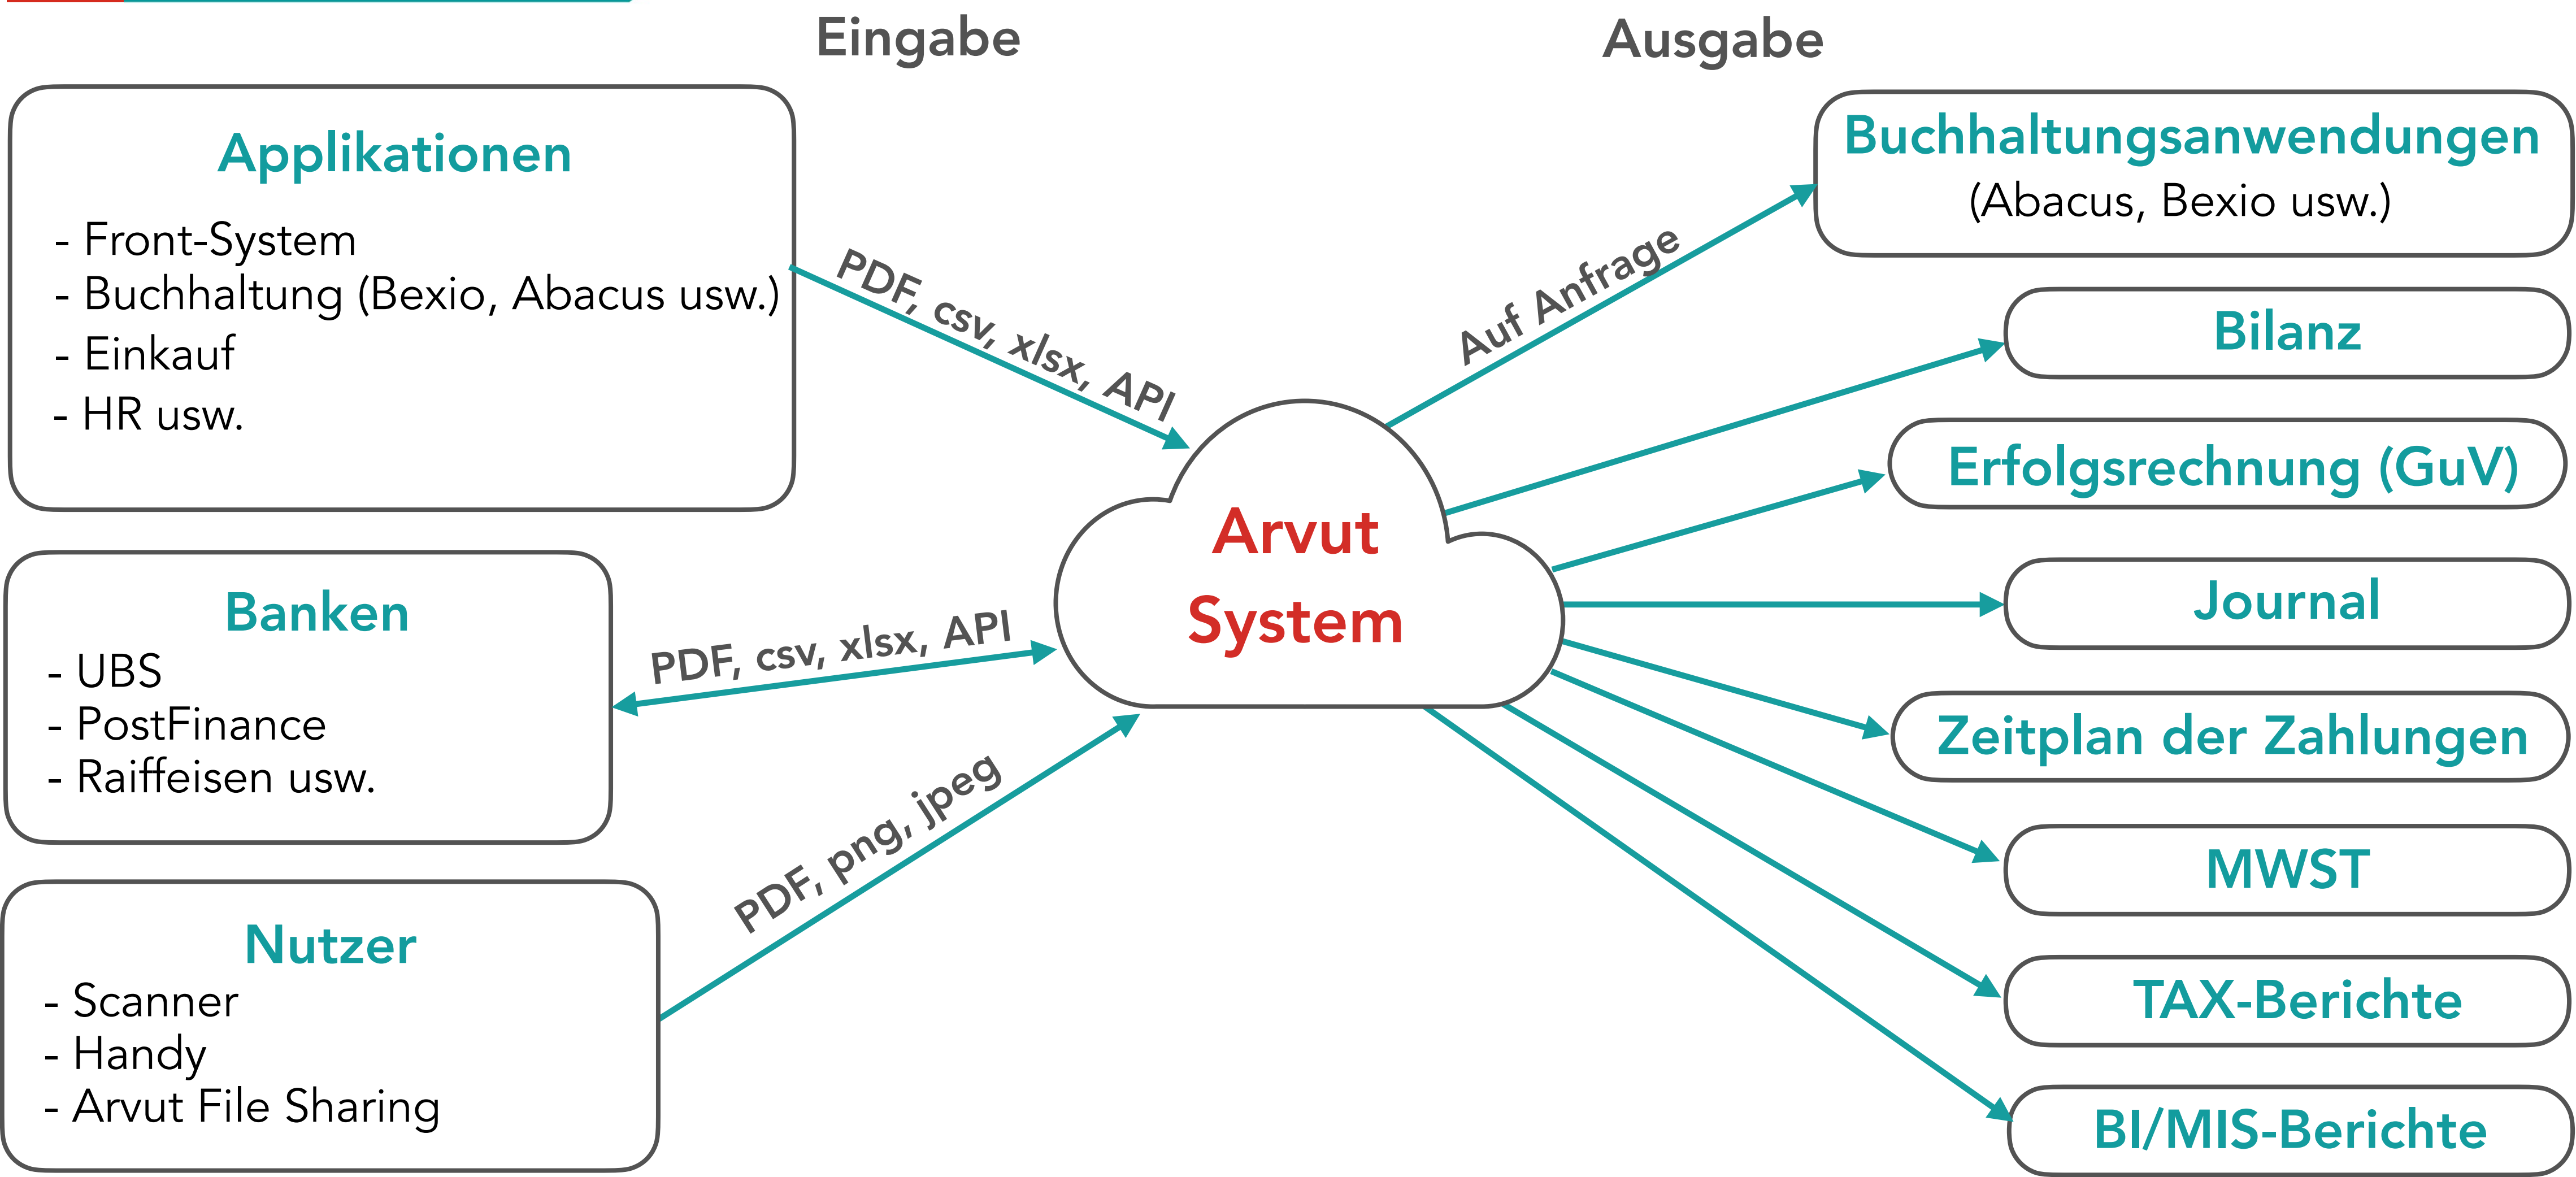 Eingabe
Ausgabe
Applikationen
- Front-System
- Buchhaltung (Bexio, Abacus usw.)
- Einkauf
- HR usw.
PDF, csv, xlsx, API
Banken
- UBS
- PostFinance
- Raiffeisen usw.
PDF, csv, xlsx, API
Nutzer
- Scanner
- Handy
- Arvut File Sharing
PDF, png, jpeg
Arvut
System
Auf Anfrage
Buchhaltungsanwendungen
(Abacus, Bexio usw.)
Bilanz
Erfolgsrechnung (GuV)
Journal
Zeitplan der Zahlungen
MWST
TAX-Berichte
BI/MIS-Berichte